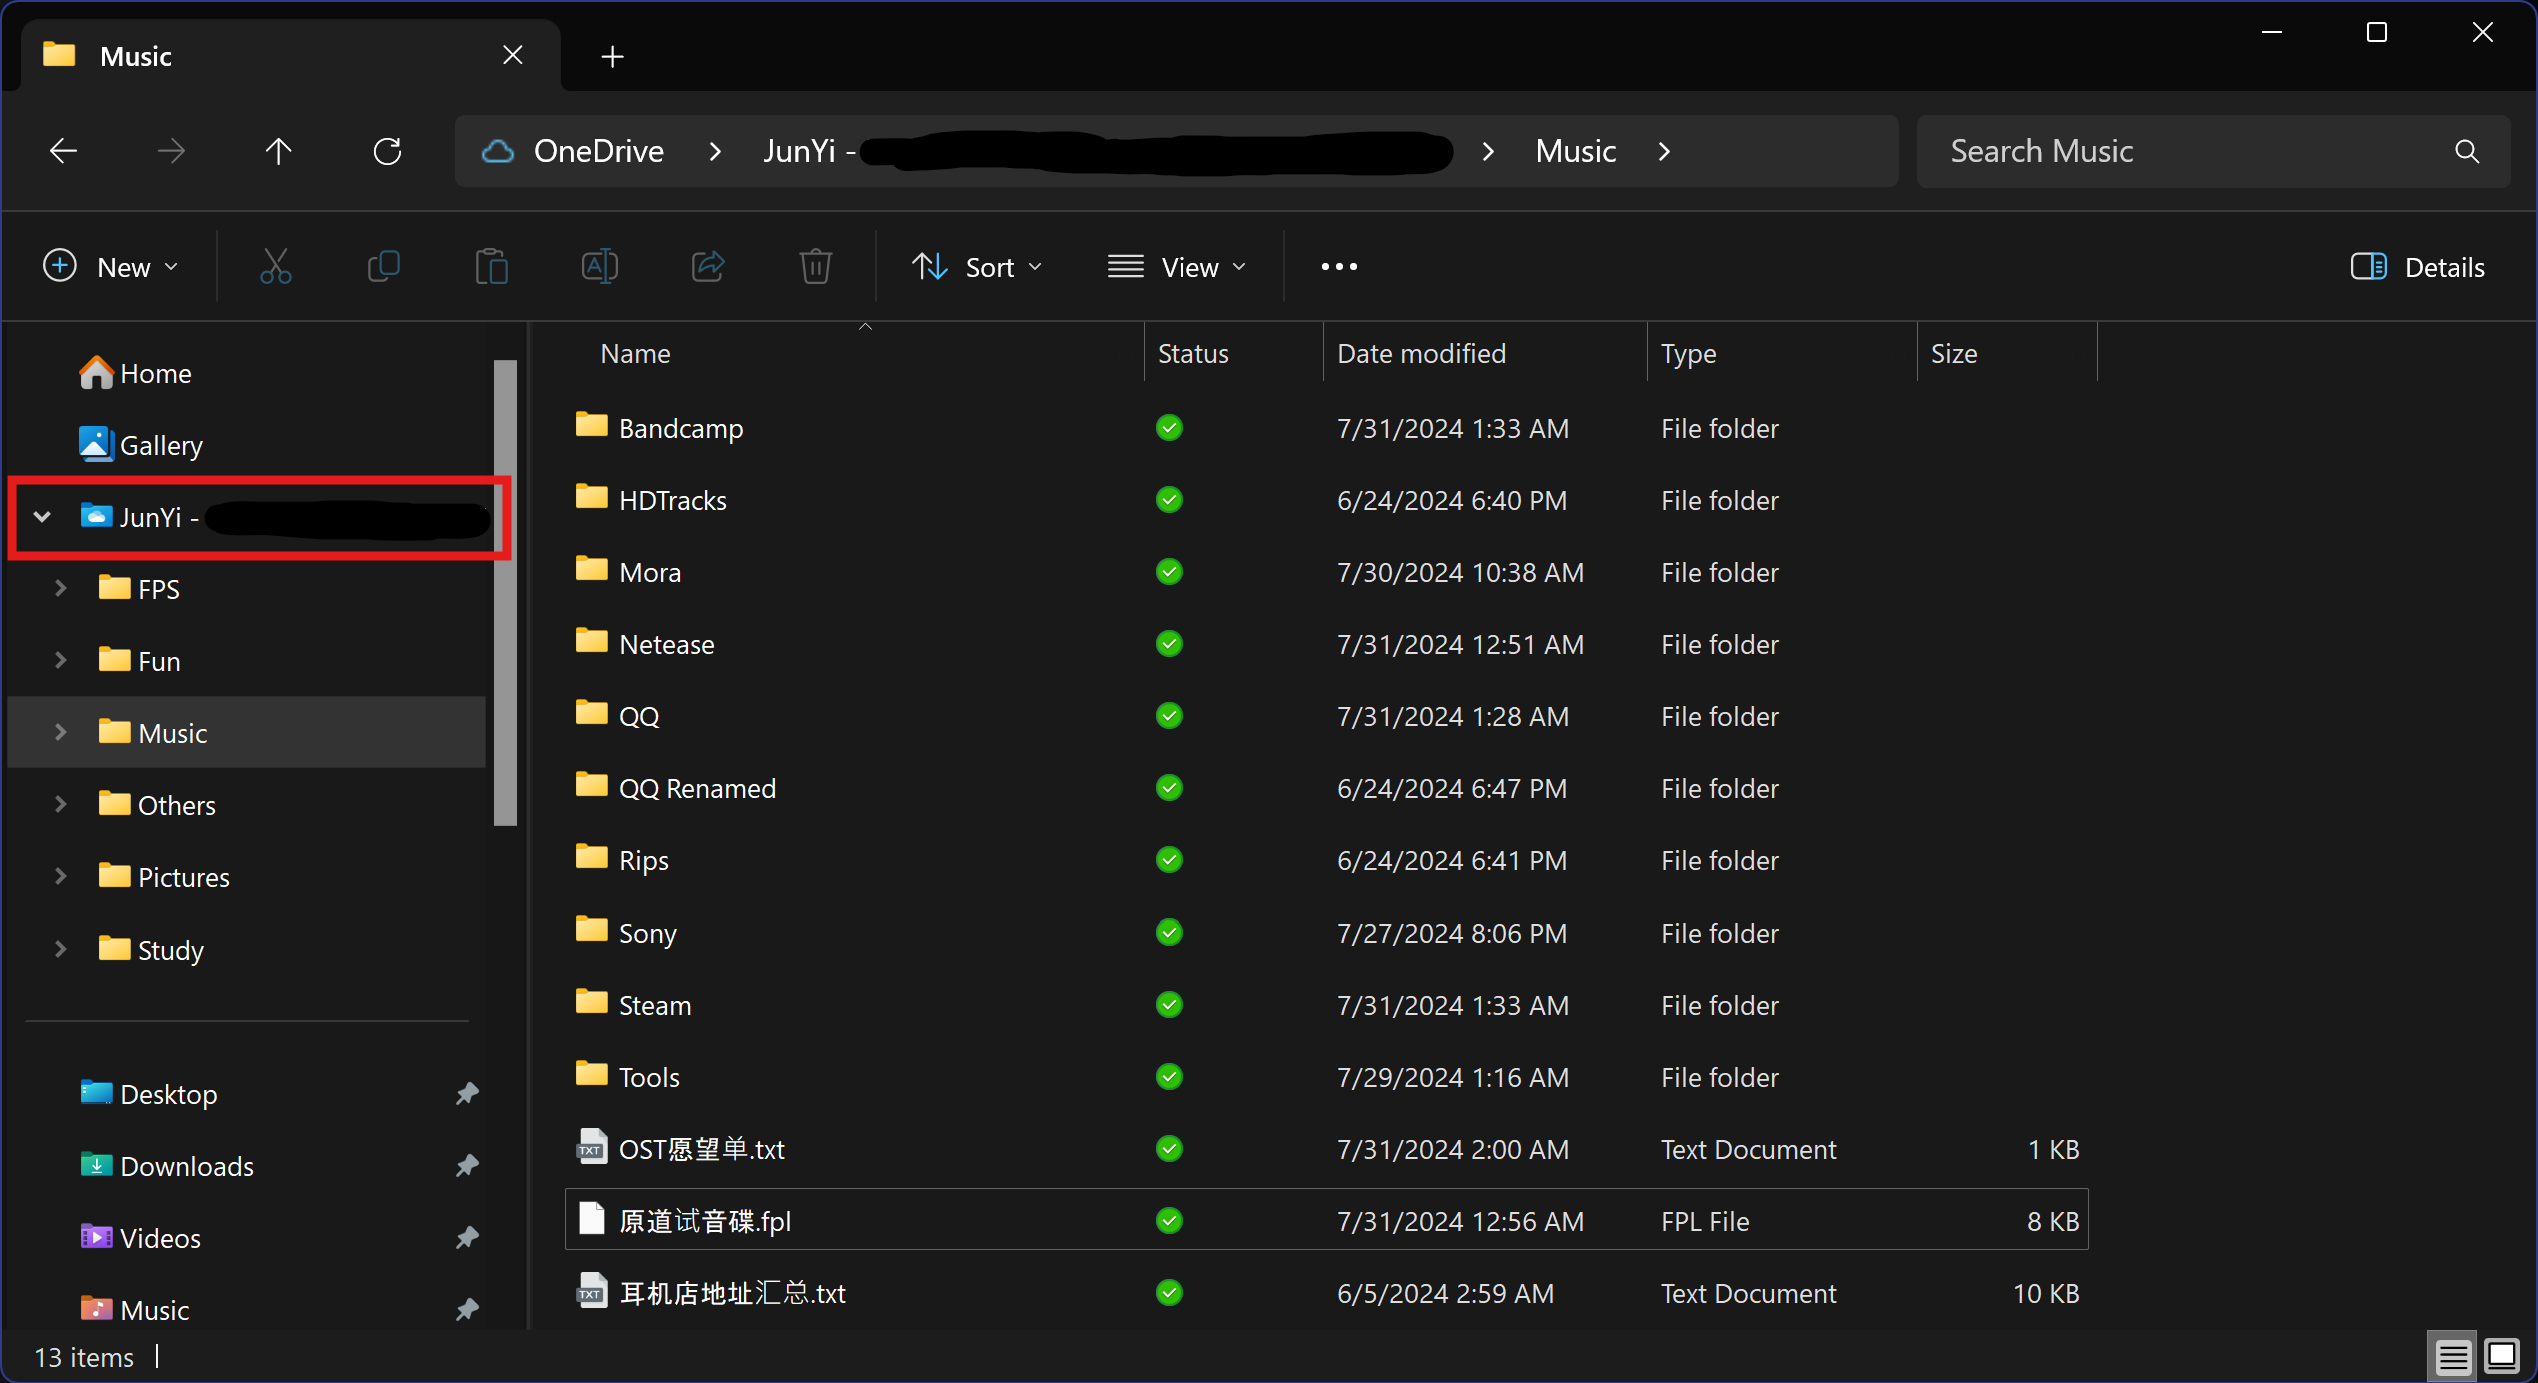 Music
OneDrive > JunYi - > Music >
Search Music
New
Sort
View
Details
Name Status Date modified Type Size
Home
Gallery
JunYi -
FPS
Fun
Music
Others
Pictures
Study
Desktop
Downloads
Videos
Music
Bandcamp 7/31/2024 1:33 AM File folder
HDTracks 6/24/2024 6:40 PM File folder
Mora 7/30/2024 10:38 AM File folder
Netease 7/31/2024 12:51 AM File folder
QQ 7/31/2024 1:28 AM File folder
QQ Renamed 6/24/2024 6:47 PM File folder
Rips 6/24/2024 6:41 PM File folder
Sony 7/27/2024 8:06 PM File folder
Steam 7/31/2024 1:33 AM File folder
Tools 7/29/2024 1:16 AM File folder
TXT OST愿望单.txt 7/31/2024 2:00 AM Text Document 1 KB
原道试音碟.fpl 7/31/2024 12:56 AM FPL File 8 KB
TXT 耳机店地址汇总.txt 6/5/2024 2:59 AM Text Document 10 KB
13 items